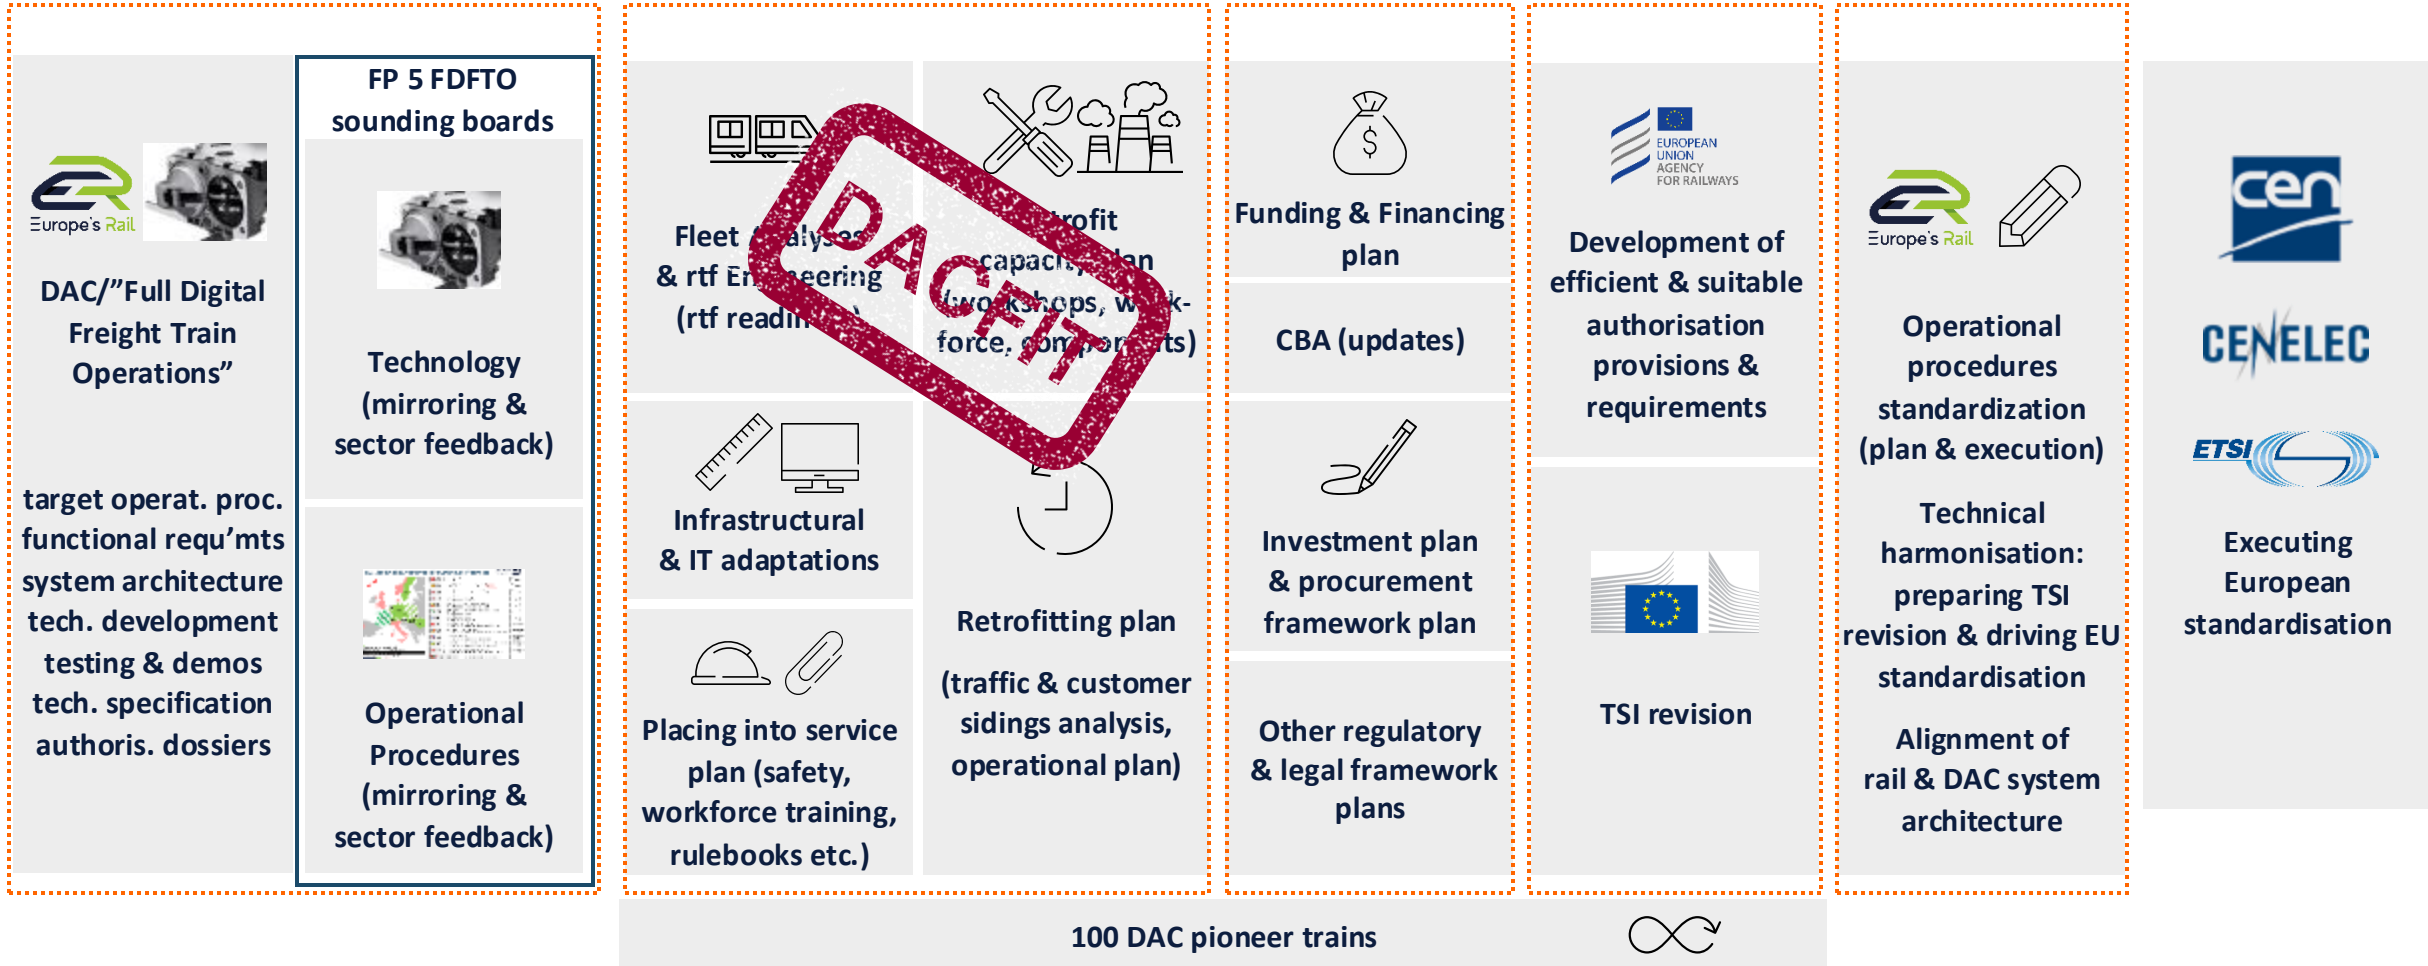 Europe's Rail
DAC/”Full Digital
Freight Train
Operations”
target operat. proc.
functional requ’mts
system architecture
tech. development
testing & demos
tech. specification
authoris. dossiers
FP 5 FDFTO
sounding boards
Technology
(mirroring &
sector feedback)
Operational
Procedures
(mirroring &
sector feedback)
Fleet
& rtf
(rtf
capacity
force,
DACFIT
Infrastructural
& IT adaptations
Placing into service
plan (safety,
workforce training,
rulebooks etc.)
Retrofitting plan
(traffic & customer
sidings analysis,
operational plan)
$
Funding & Financing
plan
CBA (updates)
Investment plan
& procurement
framework plan
Other regulatory
& legal framework
plans
EUROPEAN
UNION
AGENCY
FOR RAILWAYS
Development of
efficient & suitable
authorisation
provisions &
requirements
TSI revision
Europe's Rail
Operational
procedures
standardization
(plan & execution)
Technical
harmonisation:
preparing TSI
revision & driving EU
standardisation
Alignment of
rail & DAC system
architecture
cen
CENELEC
ETSI
Executing
European
standardisation
100 DAC pioneer trains